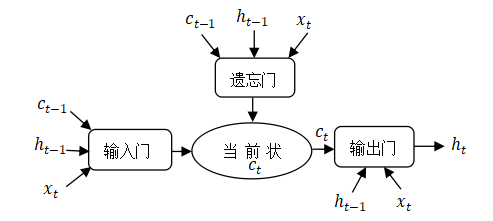 c_{t-1} h_{t-1} x_t
遗忘门
c_{t-1}
h_{t-1} 输入门
x_t
当 前 状
c_t
c_t
输出门 h_t
h_{t-1} x_t